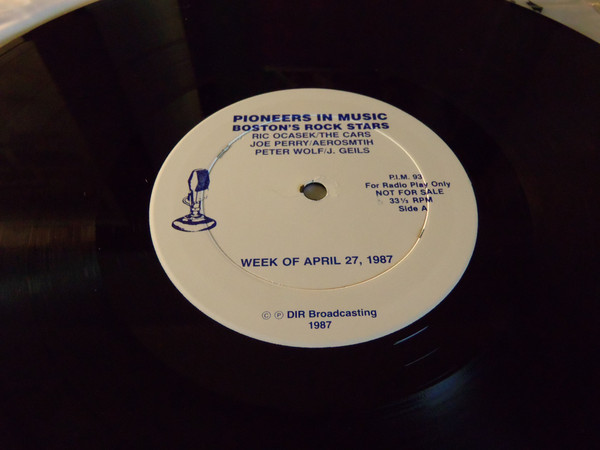 PIONEERS IN MUSIC
BOSTON'S ROCK STARS
RIC OCASEK/THE CARS
JOE PERRY/AEROSMTIH
PETER WOLF/J. GEILS
P.I.M. 93
For Radio Play Only
NOT FOR SALE
33⅓ RPM
Side A
WEEK OF APRIL 27, 1987
© ℗ DIR Broadcasting
1987